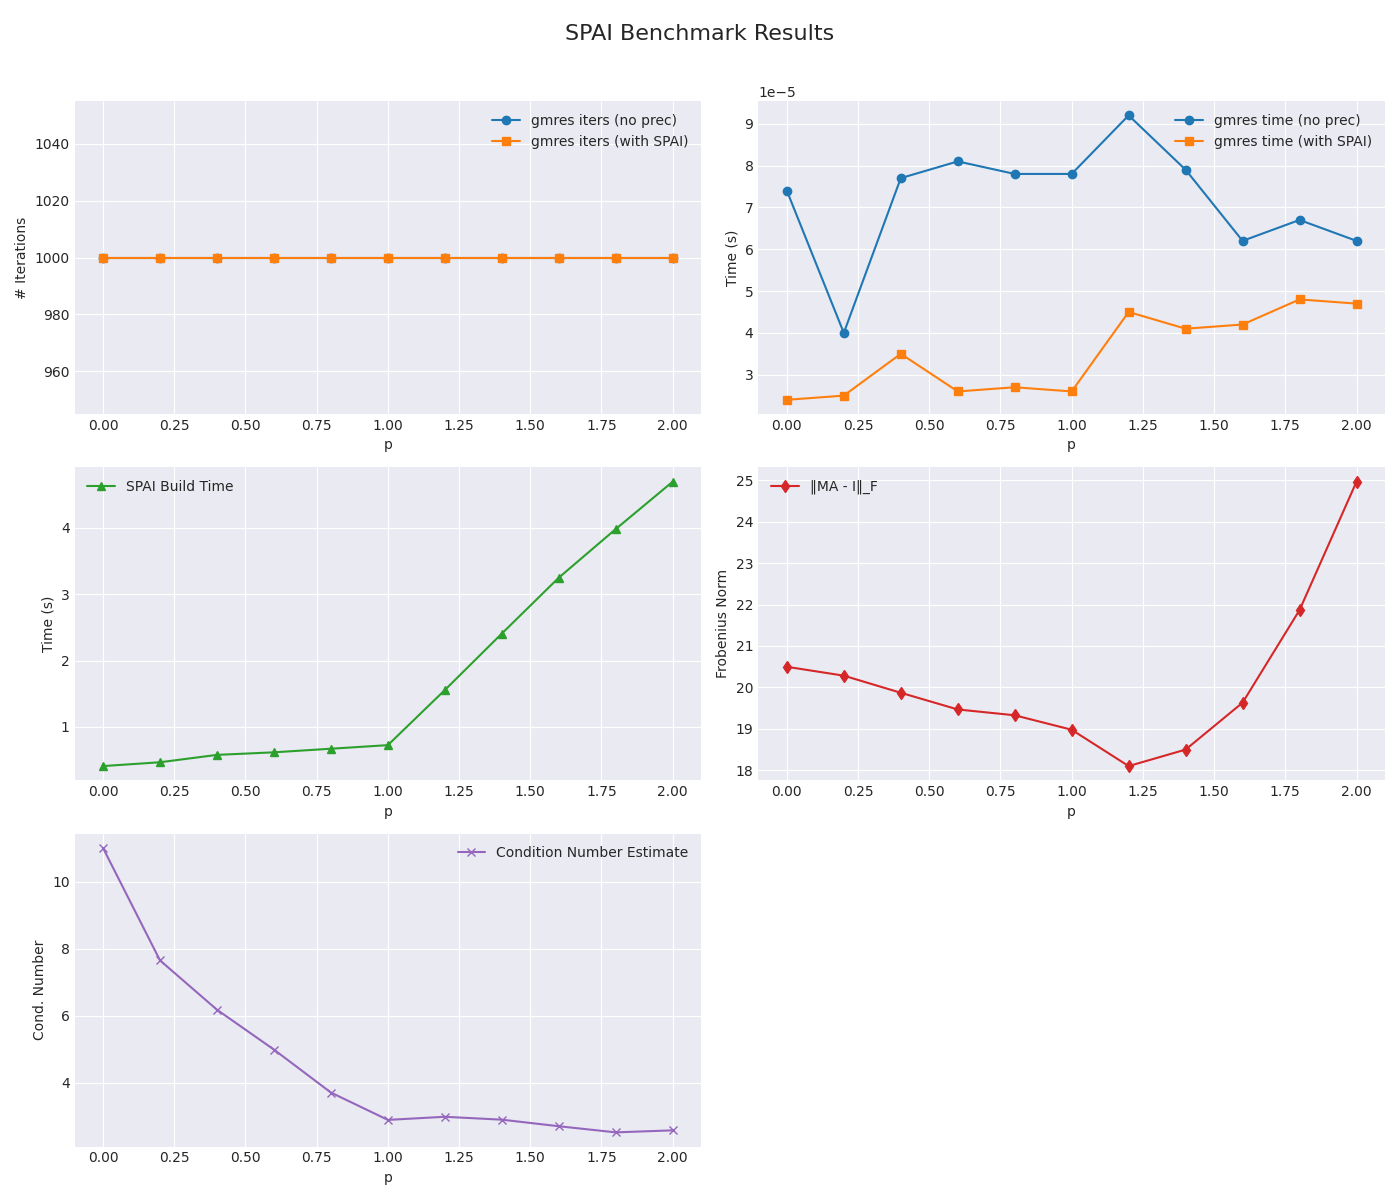 SPAI Benchmark Results
gmres iters (no prec)
gmres iters (with SPAI)
1040
1020
1000
980
960
# Iterations
0.00 0.25 0.50 0.75 1.00 1.25 1.50 1.75 2.00
p
1e−5
gmres time (no prec)
gmres time (with SPAI)
9
8
7
6
5
4
3
Time (s)
0.00 0.25 0.50 0.75 1.00 1.25 1.50 1.75 2.00
p
SPAI Build Time
4
3
2
1
Time (s)
0.00 0.25 0.50 0.75 1.00 1.25 1.50 1.75 2.00
p
‖MA - I‖_F
25
24
23
22
21
20
19
18
Frobenius Norm
0.00 0.25 0.50 0.75 1.00 1.25 1.50 1.75 2.00
p
Condition Number Estimate
10
8
6
4
Cond. Number
0.00 0.25 0.50 0.75 1.00 1.25 1.50 1.75 2.00
p